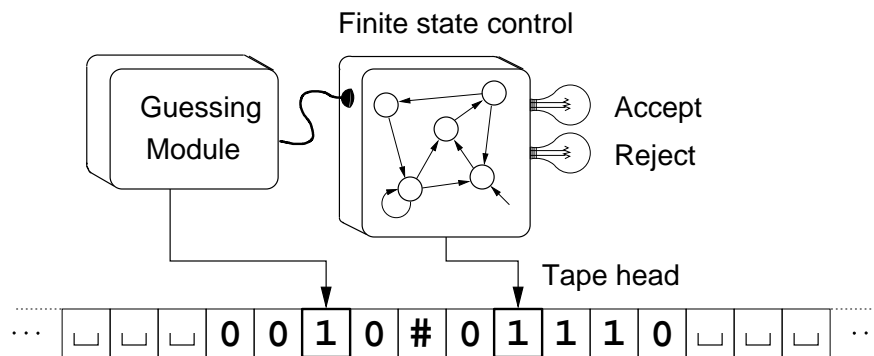 Finite state control
Guessing
Module
Accept
Reject
Tape head
··· ␣ ␣ ␣ 0 0 1 0 # 0 1 1 1 0 ␣ ␣ ␣ ···